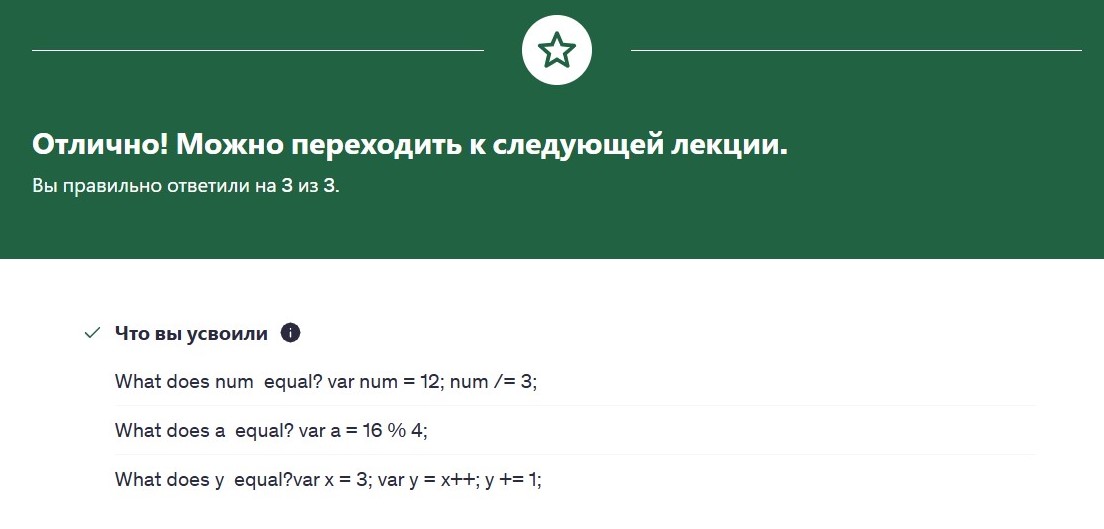 Отлично! Можно переходить к следующей лекции.
Вы правильно ответили на 3 из 3.
Что вы усвоили
What does num  equal? var num = 12; num /= 3;
What does a  equal? var a = 16 % 4;
What does y  equal?var x = 3; var y = x++; y += 1;